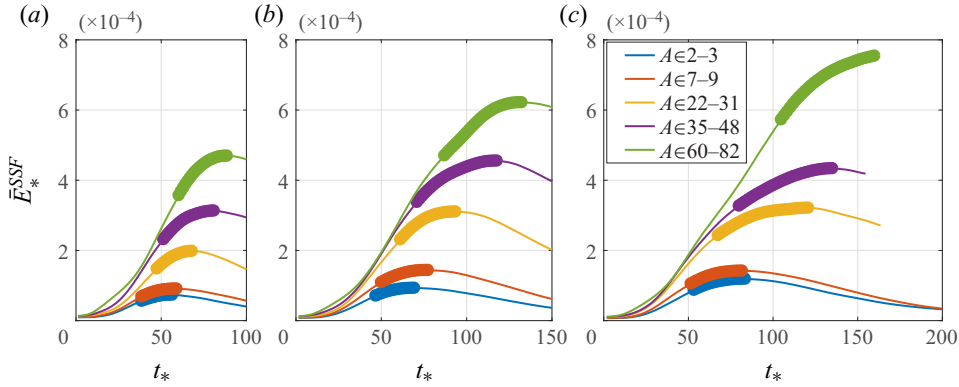 (a) (×10⁻⁴) (b) (×10⁻⁴) (c) (×10⁻⁴)
8 8 8
A∈2–3
A∈7–9
6 6 6
A∈22–31
A∈35–48
A∈60–82
Ē*^SSF
4 4 4
2 2 2
0 50 100 0 50 100 150 0 50 100 150 200
t* t* t*